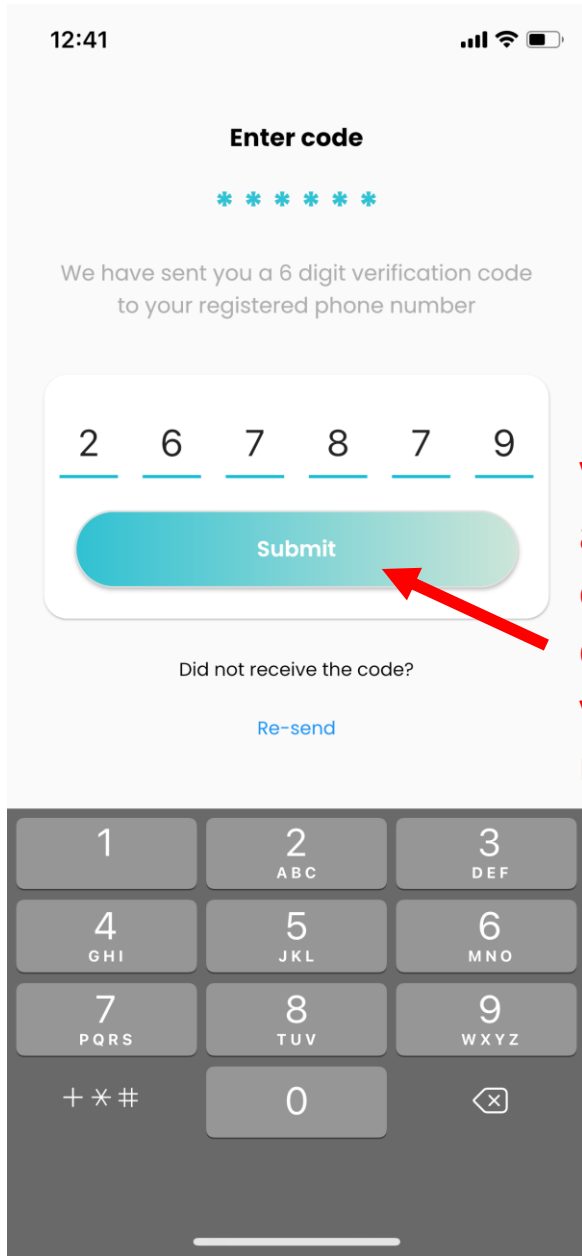 12:41
Enter code
* * * * * *
We have sent you a 6 digit verification code
to your registered phone number
2 6 7 8 7 9
Submit
Did not receive the code?
Re-send
1 2 3
ABC DEF
4 5 6
GHI JKL MNO
7 8 9
PQRS TUV WXYZ
+*# 0